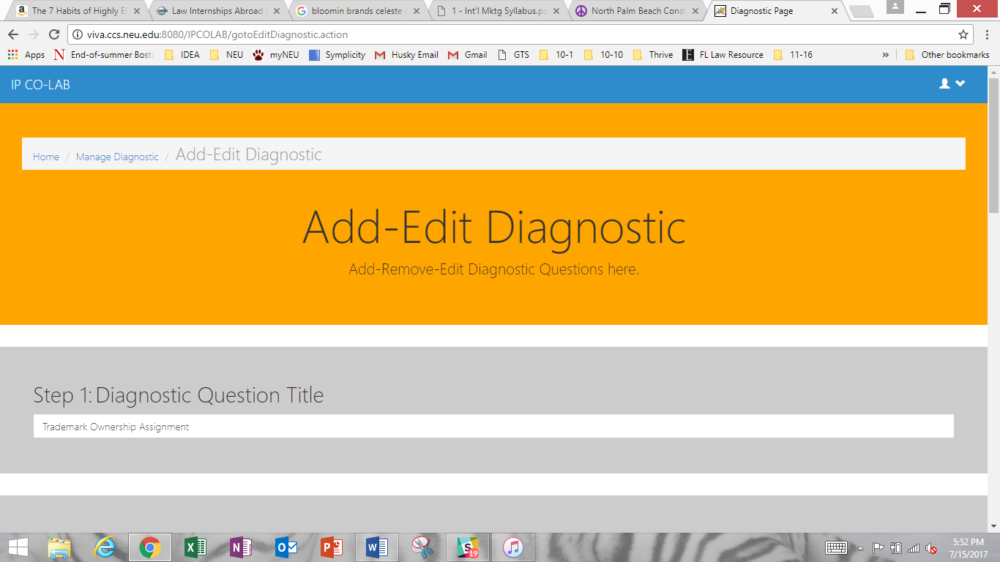 The 7 Habits of Highly Ef
Law Internships Abroad
bloomin brands celeste
1 - Int'l Mktg Syllabus.pd
North Palm Beach Cond
Diagnostic Page
viva.ccs.neu.edu:8080/IPCOLAB/gotoEditDiagnostic.action
Apps N End-of-summer Bost IDEA NEU myNEU Symplicity Husky Email Gmail GTS 10-1 10-10 Thrive E FL Law Resource 11-16 » Other bookmarks
IP CO-LAB
Home / Manage Diagnostic / Add-Edit Diagnostic
Add-Edit Diagnostic
Add-Remove-Edit Diagnostic Questions here.
Step 1: Diagnostic Question Title
Trademark Ownership Assignment
19
5:52 PM
7/15/2017